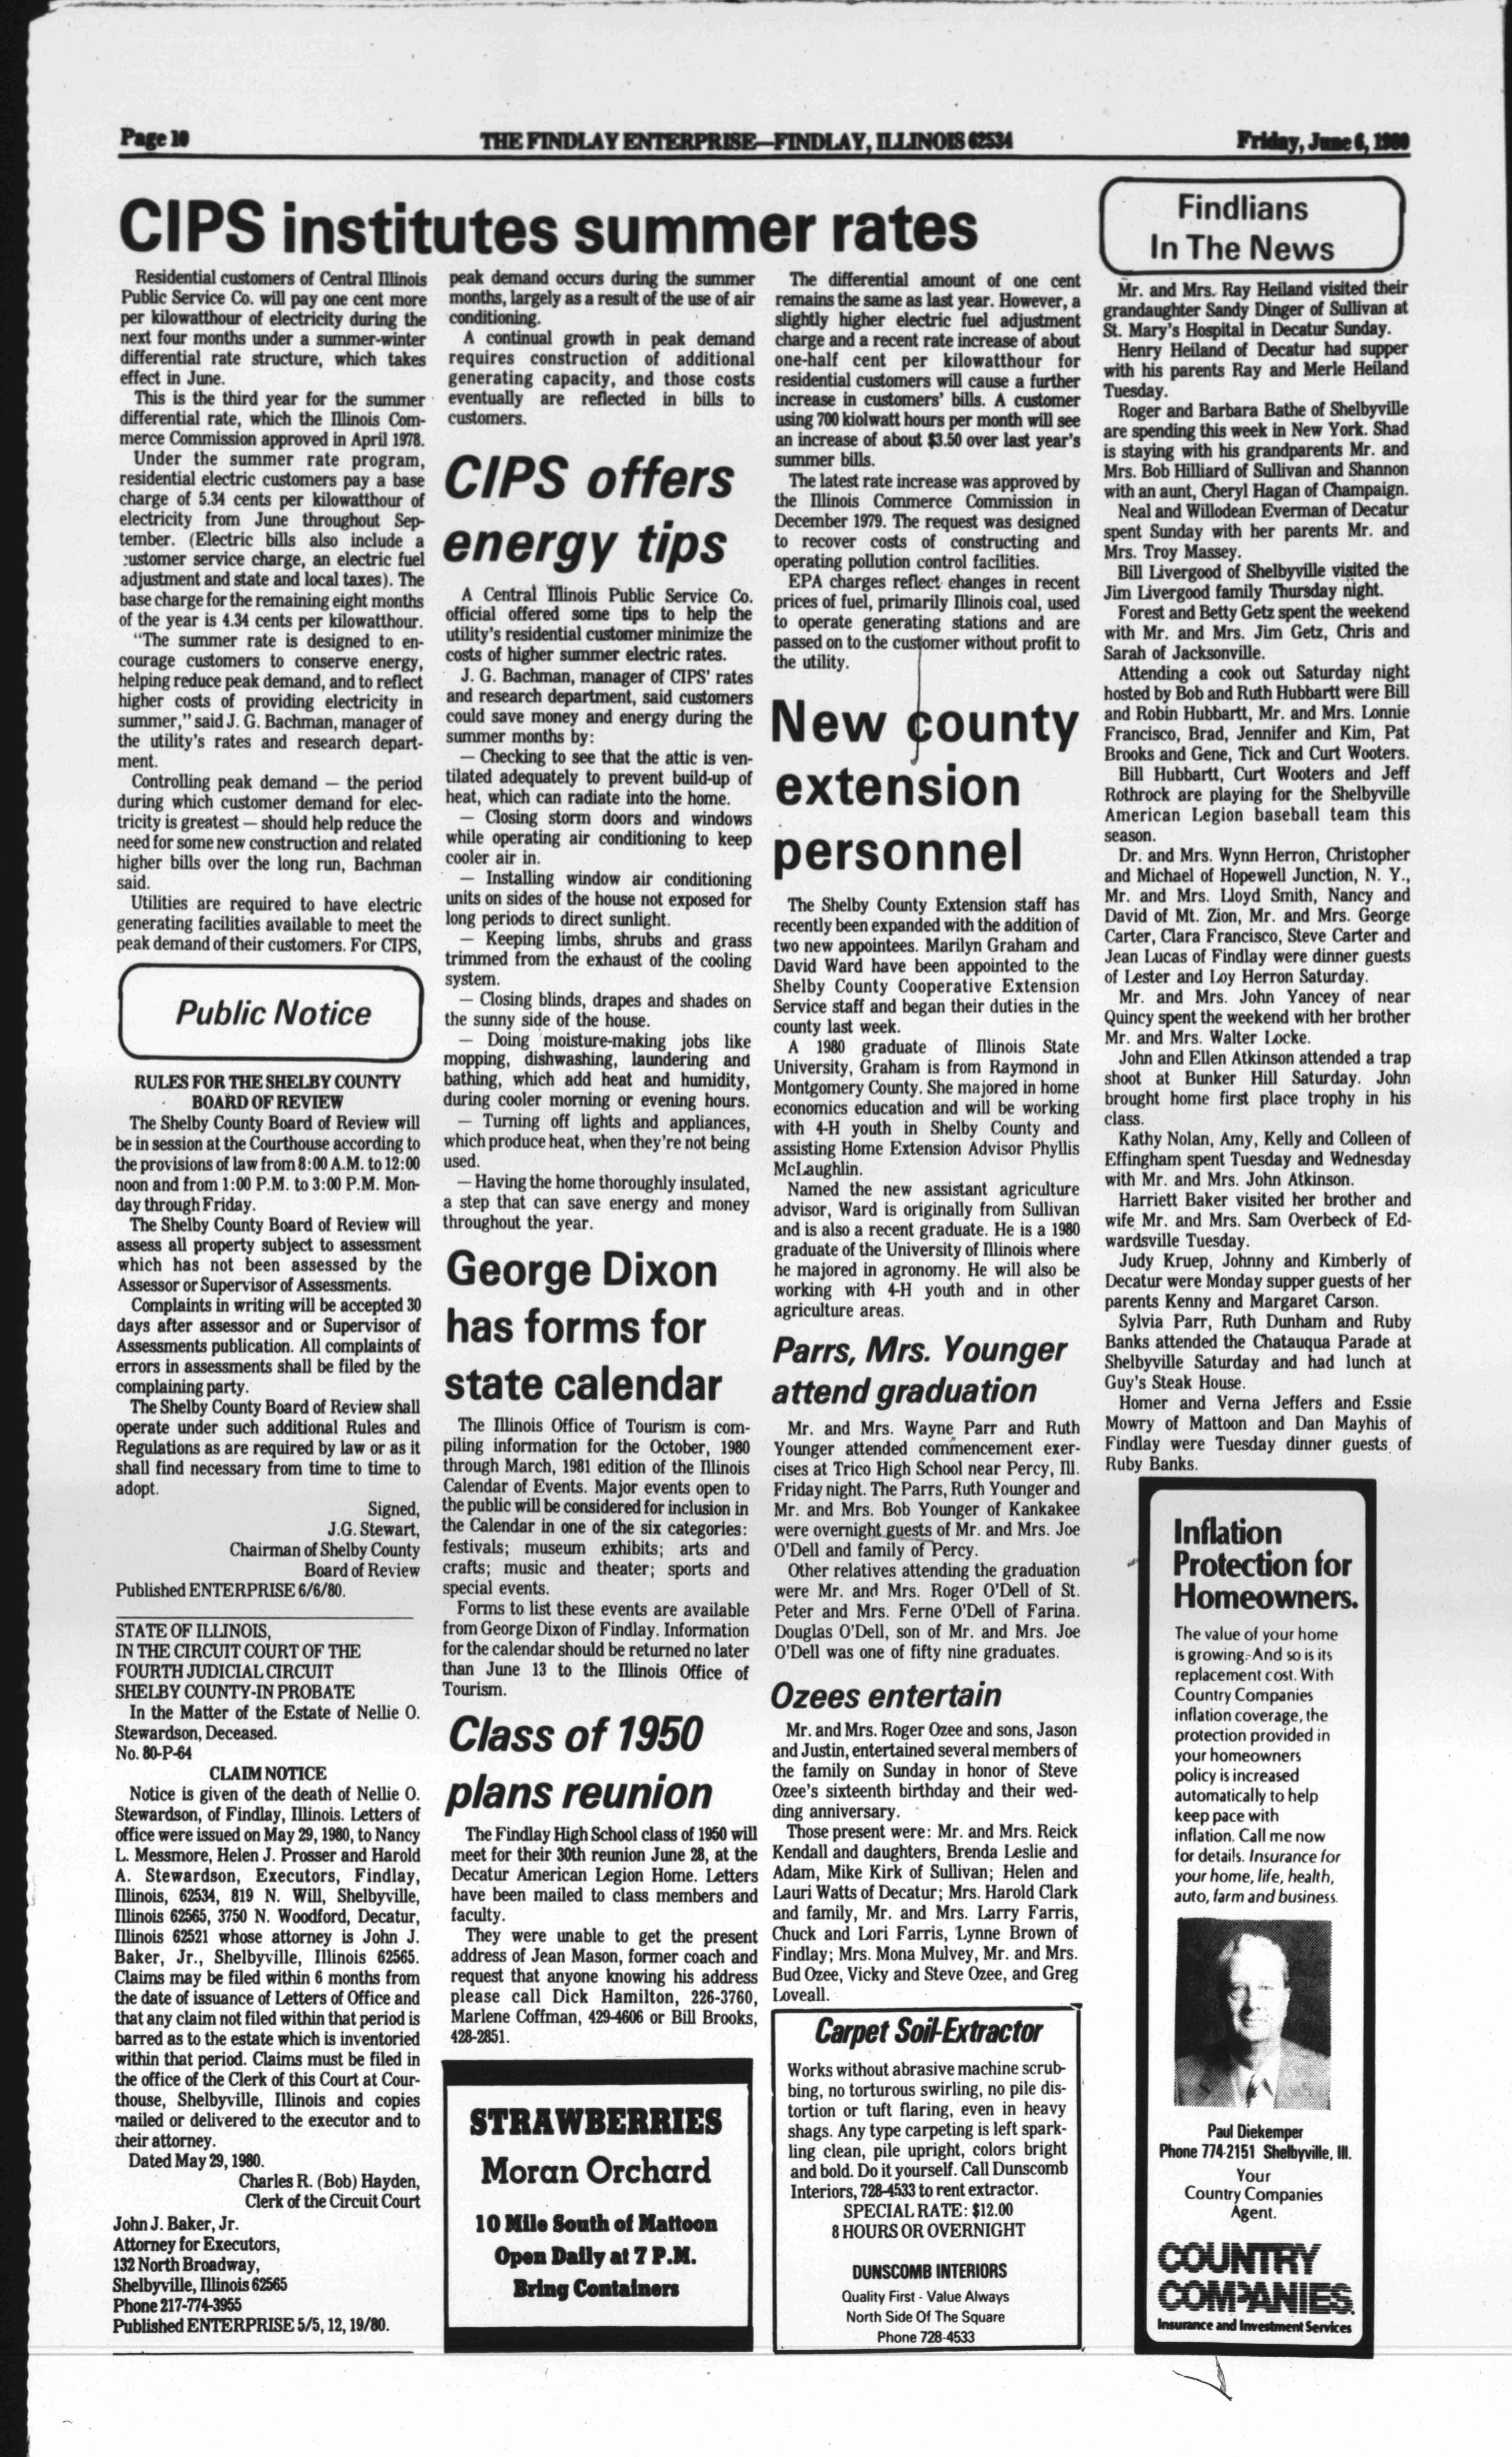 Page 10
THE FINDLAY ENTERPRISE—FINDLAY, ILLINOIS 62534
Friday, June 6, 1980
CIPS institutes summer rates
Residential customers of Central Illinois
Public Service Co. will pay one cent more
per kilowatthour of electricity during the
next four months under a summer-winter
differential rate structure, which takes
effect in June.
This is the third year for the summer
differential rate, which the Illinois Com-
merce Commission approved in April 1978.
Under the summer rate program,
residential electric customers pay a base
charge of 5.34 cents per kilowatthour of
electricity from June throughout Sep-
tember. (Electric bills also include a
customer service charge, an electric fuel
adjustment and state and local taxes). The
base charge for the remaining eight months
of the year is 4.34 cents per kilowatthour.
"The summer rate is designed to en-
courage customers to conserve energy,
helping reduce peak demand, and to reflect
higher costs of providing electricity in
summer," said J. G. Bachman, manager of
the utility's rates and research depart-
ment.
Controlling peak demand — the period
during which customer demand for elec-
tricity is greatest — should help reduce the
need for some new construction and related
higher bills over the long run, Bachman
said.
Utilities are required to have electric
generating facilities available to meet the
peak demand of their customers. For CIPS,
peak demand occurs during the summer
months, largely as a result of the use of air
conditioning.
A continual growth in peak demand
requires construction of additional
generating capacity, and those costs
eventually are reflected in bills to
customers.
The differential amount of one cent
remains the same as last year. However, a
slightly higher electric fuel adjustment
charge and a recent rate increase of about
one-half cent per kilowatthour for
residential customers will cause a further
increase in customers' bills. A customer
using 700 kiolwatt hours per month will see
an increase of about $3.50 over last year's
summer bills.
The latest rate increase was approved by
the Illinois Commerce Commission in
December 1979. The request was designed
to recover costs of constructing and
operating pollution control facilities.
EPA charges reflect changes in recent
prices of fuel, primarily Illinois coal, used
to operate generating stations and are
passed on to the customer without profit to
the utility.
Public Notice
RULES FOR THE SHELBY COUNTY
BOARD OF REVIEW
The Shelby County Board of Review will
be in session at the Courthouse according to
the provisions of law from 8:00 A.M. to 12:00
noon and from 1:00 P.M. to 3:00 P.M. Mon-
day through Friday.
The Shelby County Board of Review will
assess all property subject to assessment
which has not been assessed by the
Assessor or Supervisor of Assessments.
Complaints in writing will be accepted 30
days after assessor and or Supervisor of
Assessments publication. All complaints of
errors in assessments shall be filed by the
complaining party.
The Shelby County Board of Review shall
operate under such additional Rules and
Regulations as are required by law or as it
shall find necessary from time to time to
adopt.
Signed,
J.G. Stewart,
Chairman of Shelby County
Board of Review
Published ENTERPRISE 6/6/80.
STATE OF ILLINOIS,
IN THE CIRCUIT COURT OF THE
FOURTH JUDICIAL CIRCUIT
SHELBY COUNTY-IN PROBATE
In the Matter of the Estate of Nellie O.
Stewardson, Deceased.
No. 80-P-64
CLAIM NOTICE
Notice is given of the death of Nellie O.
Stewardson, of Findlay, Illinois. Letters of
office were issued on May 29, 1980, to Nancy
L. Messmore, Helen J. Prosser and Harold
A. Stewardson, Executors, Findlay,
Illinois, 62534, 819 N. Will, Shelbyville,
Illinois 62565, 3750 N. Woodford, Decatur,
Illinois 62521 whose attorney is John J.
Baker, Jr., Shelbyville, Illinois 62565.
Claims may be filed within 6 months from
the date of issuance of Letters of Office and
that any claim not filed within that period is
barred as to the estate which is inventoried
within that period. Claims must be filed in
the office of the Clerk of this Court at Cour-
thouse, Shelbyville, Illinois and copies
mailed or delivered to the executor and to
their attorney.
Dated May 29, 1980.
Charles R. (Bob) Hayden,
Clerk of the Circuit Court
John J. Baker, Jr.
Attorney for Executors,
132 North Broadway,
Shelbyville, Illinois 62565
Phone 217-774-3955
Published ENTERPRISE 5/5, 12, 19/80.
CIPS offers
energy tips
A Central Illinois Public Service Co.
official offered some tips to help the
utility's residential customer minimize the
costs of higher summer electric rates.
J. G. Bachman, manager of CIPS' rates
and research department, said customers
could save money and energy during the
summer months by:
— Checking to see that the attic is ven-
tilated adequately to prevent build-up of
heat, which can radiate into the home.
— Closing storm doors and windows
while operating air conditioning to keep
cooler air in.
— Installing window air conditioning
units on sides of the house not exposed for
long periods to direct sunlight.
— Keeping limbs, shrubs and grass
trimmed from the exhaust of the cooling
system.
— Closing blinds, drapes and shades on
the sunny side of the house.
— Doing moisture-making jobs like
mopping, dishwashing, laundering and
bathing, which add heat and humidity,
during cooler morning or evening hours.
— Turning off lights and appliances,
which produce heat, when they're not being
used.
— Having the home thoroughly insulated,
a step that can save energy and money
throughout the year.
George Dixon
has forms for
state calendar
The Illinois Office of Tourism is com-
piling information for the October, 1980
through March, 1981 edition of the Illinois
Calendar of Events. Major events open to
the public will be considered for inclusion in
the Calendar in one of the six categories:
festivals; museum exhibits; arts and
crafts; music and theater; sports and
special events.
Forms to list these events are available
from George Dixon of Findlay. Information
for the calendar should be returned no later
than June 13 to the Illinois Office of
Tourism.
Class of 1950
plans reunion
The Findlay High School class of 1950 will
meet for their 30th reunion June 28, at the
Decatur American Legion Home. Letters
have been mailed to class members and
faculty.
They were unable to get the present
address of Jean Mason, former coach and
request that anyone knowing his address
please call Dick Hamilton, 226-3760,
Marlene Coffman, 429-4606 or Bill Brooks,
428-2851.
STRAWBERRIES
Moran Orchard
10 Mile South of Mattoon
Open Daily at 7 P.M.
Bring Containers
New county
extension
personnel
The Shelby County Extension staff has
recently been expanded with the addition of
two new appointees. Marilyn Graham and
David Ward have been appointed to the
Shelby County Cooperative Extension
Service staff and began their duties in the
county last week.
A 1980 graduate of Illinois State
University, Graham is from Raymond in
Montgomery County. She majored in home
economics education and will be working
with 4-H youth in Shelby County and
assisting Home Extension Advisor Phyllis
McLaughlin.
Named the new assistant agriculture
advisor, Ward is originally from Sullivan
and is also a recent graduate. He is a 1980
graduate of the University of Illinois where
he majored in agronomy. He will also be
working with 4-H youth and in other
agriculture areas.
Parrs, Mrs. Younger
attend graduation
Mr. and Mrs. Wayne Parr and Ruth
Younger attended commencement exer-
cises at Trico High School near Percy, Ill.
Friday night. The Parrs, Ruth Younger and
Mr. and Mrs. Bob Younger of Kankakee
were overnight guests of Mr. and Mrs. Joe
O'Dell and family of Percy.
Other relatives attending the graduation
were Mr. and Mrs. Roger O'Dell of St.
Peter and Mrs. Ferne O'Dell of Farina.
Douglas O'Dell, son of Mr. and Mrs. Joe
O'Dell was one of fifty nine graduates.
Ozees entertain
Mr. and Mrs. Roger Ozee and sons, Jason
and Justin, entertained several members of
the family on Sunday in honor of Steve
Ozee's sixteenth birthday and their wed-
ding anniversary.
Those present were: Mr. and Mrs. Reick
Kendall and daughters, Brenda Leslie and
Adam, Mike Kirk of Sullivan; Helen and
Lauri Watts of Decatur; Mrs. Harold Clark
and family, Mr. and Mrs. Larry Farris,
Chuck and Lori Farris, Lynne Brown of
Findlay; Mrs. Mona Mulvey, Mr. and Mrs.
Bud Ozee, Vicky and Steve Ozee, and Greg
Loveall.
Carpet Soil-Extractor
Works without abrasive machine scrub-
bing, no torturous swirling, no pile dis-
tortion or tuft flaring, even in heavy
shags. Any type carpeting is left spark-
ling clean, pile upright, colors bright
and bold. Do it yourself. Call Dunscomb
Interiors, 728-4533 to rent extractor.
SPECIAL RATE: $12.00
8 HOURS OR OVERNIGHT
DUNSCOMB INTERIORS
Quality First - Value Always
North Side Of The Square
Phone 728-4533
Findlians
In The News
Mr. and Mrs. Ray Heiland visited their
grandaughter Sandy Dinger of Sullivan at
St. Mary's Hospital in Decatur Sunday.
Henry Heiland of Decatur had supper
with his parents Ray and Merle Heiland
Tuesday.
Roger and Barbara Bathe of Shelbyville
are spending this week in New York. Shad
is staying with his grandparents Mr. and
Mrs. Bob Hilliard of Sullivan and Shannon
with an aunt, Cheryl Hagan of Champaign.
Neal and Willodean Everman of Decatur
spent Sunday with her parents Mr. and
Mrs. Troy Massey.
Bill Livergood of Shelbyville visited the
Jim Livergood family Thursday night.
Forest and Betty Getz spent the weekend
with Mr. and Mrs. Jim Getz, Chris and
Sarah of Jacksonville.
Attending a cook out Saturday night
hosted by Bob and Ruth Hubbartt were Bill
and Robin Hubbartt, Mr. and Mrs. Lonnie
Francisco, Brad, Jennifer and Kim, Pat
Brooks and Gene, Tick and Curt Wooters.
Bill Hubbartt, Curt Wooters and Jeff
Rothrock are playing for the Shelbyville
American Legion baseball team this
season.
Dr. and Mrs. Wynn Herron, Christopher
and Michael of Hopewell Junction, N. Y.,
Mr. and Mrs. Lloyd Smith, Nancy and
David of Mt. Zion, Mr. and Mrs. George
Carter, Clara Francisco, Steve Carter and
Jean Lucas of Findlay were dinner guests
of Lester and Loy Herron Saturday.
Mr. and Mrs. John Yancey of near
Quincy spent the weekend with her brother
Mr. and Mrs. Walter Locke.
John and Ellen Atkinson attended a trap
shoot at Bunker Hill Saturday. John
brought home first place trophy in his
class.
Kathy Nolan, Amy, Kelly and Colleen of
Effingham spent Tuesday and Wednesday
with Mr. and Mrs. John Atkinson.
Harriett Baker visited her brother and
wife Mr. and Mrs. Sam Overbeck of Ed-
wardsville Tuesday.
Judy Kruep, Johnny and Kimberly of
Decatur were Monday supper guests of her
parents Kenny and Margaret Carson.
Sylvia Parr, Ruth Dunham and Ruby
Banks attended the Chatauqua Parade at
Shelbyville Saturday and had lunch at
Guy's Steak House.
Homer and Verna Jeffers and Essie
Mowry of Mattoon and Dan Mayhis of
Findlay were Tuesday dinner guests of
Ruby Banks.
Inflation
Protection for
Homeowners.
The value of your home
is growing. And so is its
replacement cost. With
Country Companies
inflation coverage, the
protection provided in
your homeowners
policy is increased
automatically to help
keep pace with
inflation. Call me now
for details. Insurance for
your home, life, health,
auto, farm and business.
Paul Diekemper
Phone 774-2151 Shelbyville, Ill.
Your
Country Companies
Agent.
COUNTRY
COMPANIES
Insurance and Investment Services